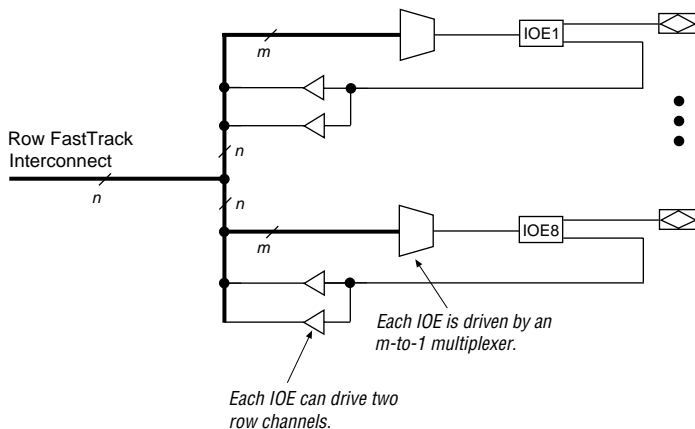 m
IOE1
n
Row FastTrack
Interconnect
n
n
m
IOE8
Each IOE is driven by an
m-to-1 multiplexer.
Each IOE can drive two
row channels.